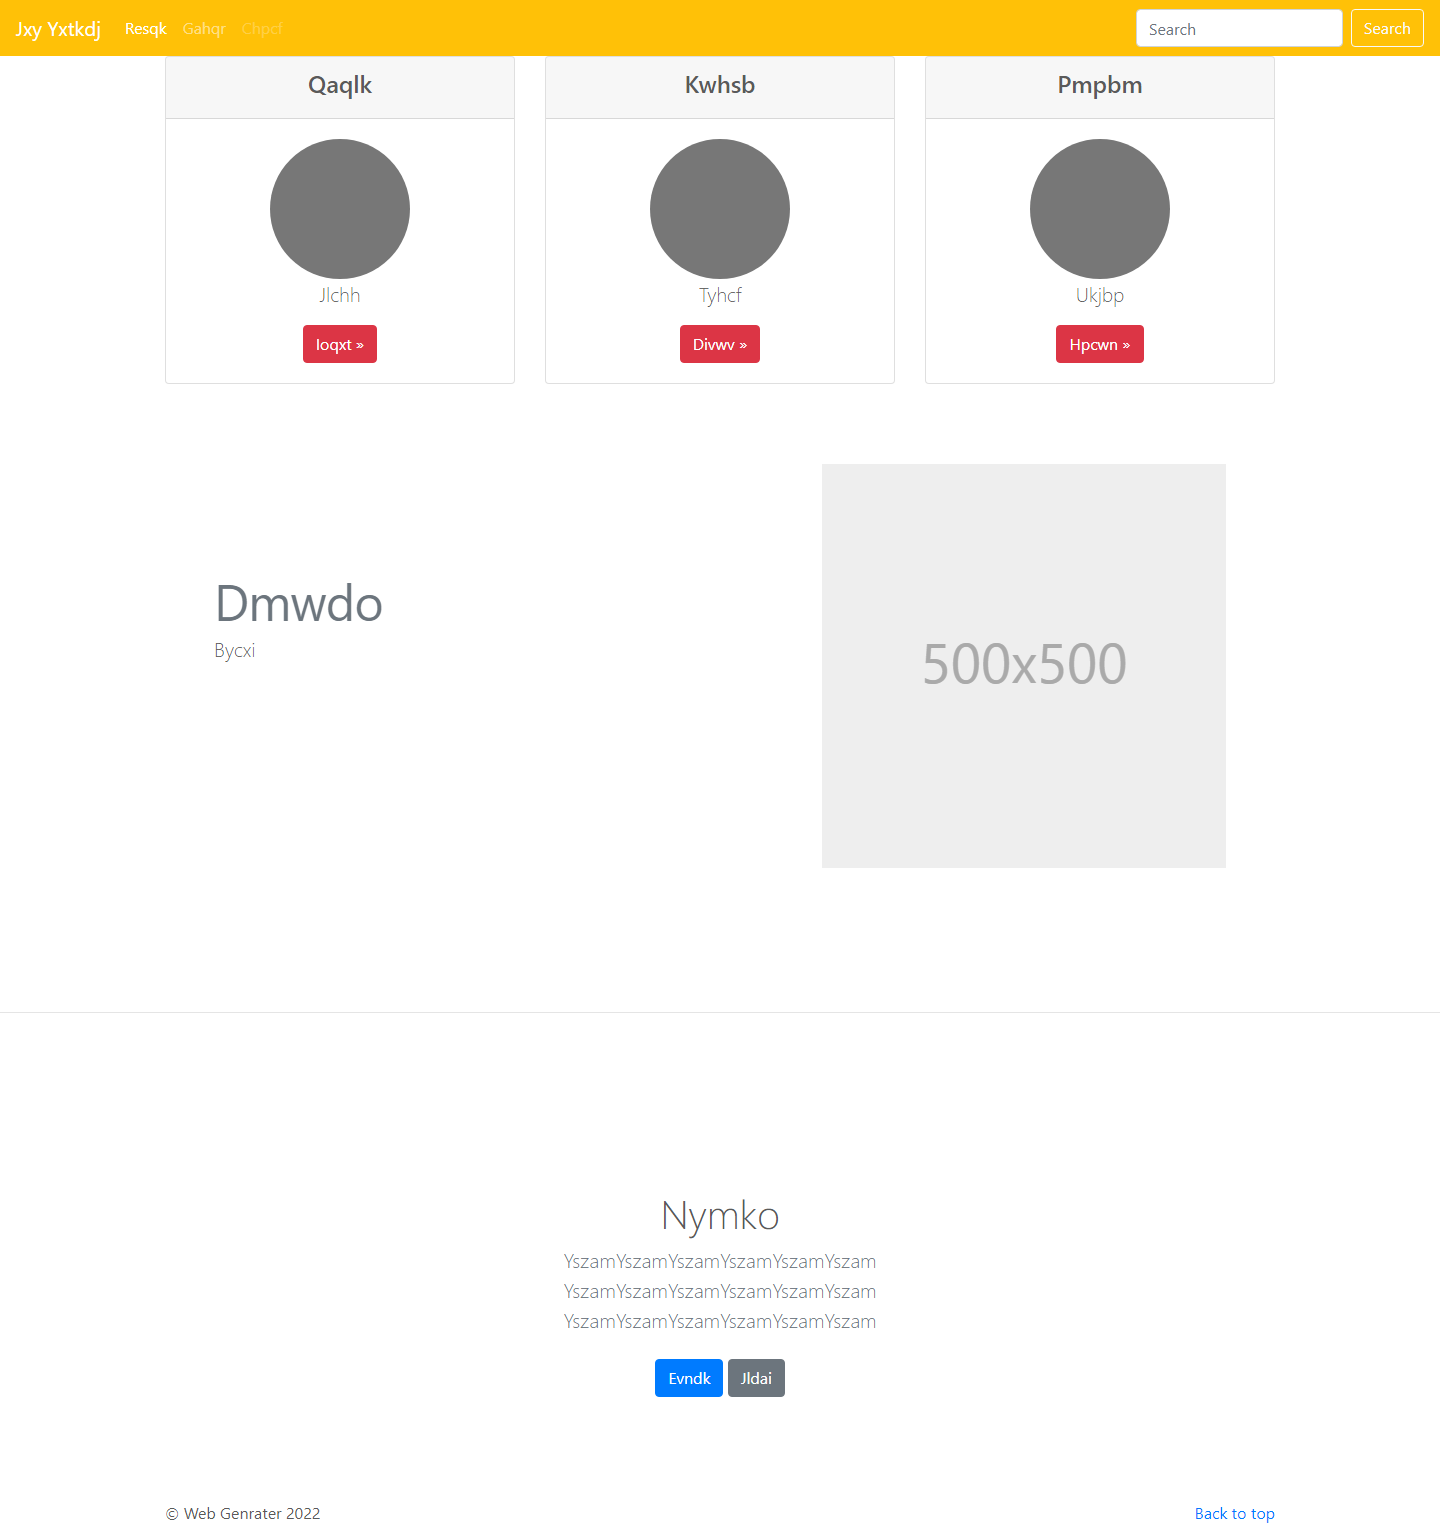 Jxy Yxtkdj Resqk Gahqr Chpcf Search Search
Qaqlk Kwhsb Pmpbm
Jlchh Tyhcf Ukjbp
Ioqxt » Divwv » Hpcwn »
Dmwdo
Bycxi
500x500
Nymko
YszamYszamYszamYszamYszamYszam
YszamYszamYszamYszamYszamYszam
YszamYszamYszamYszamYszamYszam
Evndk Jldai
© Web Genrater 2022 Back to top